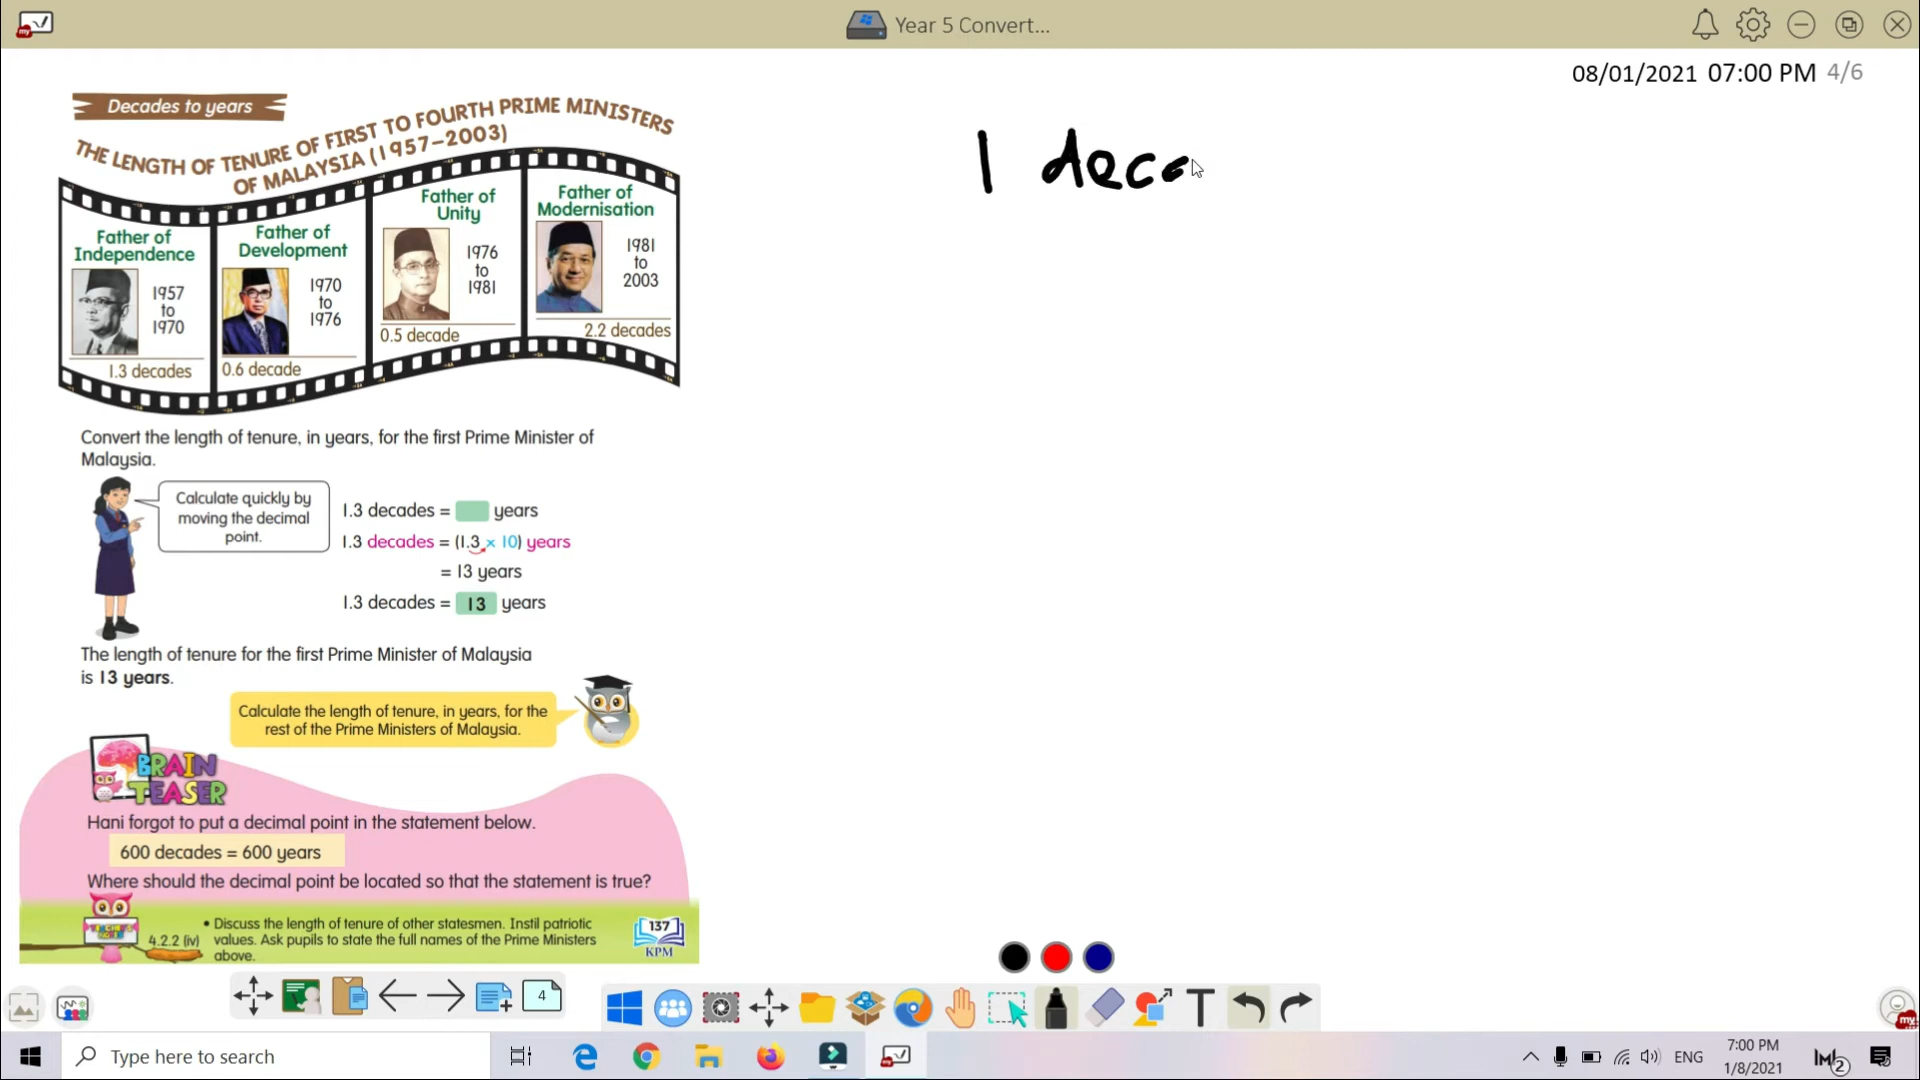 Year 5 Convert...
08/01/2021 07:00 PM 4/6
Decades to years
THE LENGTH OF TENURE OF FIRST TO FOURTH PRIME MINISTERS
OF MALAYSIA (1957–2003)
Father of
Independence
1957
to
1970
1.3 decades
Father of
Development
1970
to
1976
0.6 decade
Father of
Unity
1976
to
1981
0.5 decade
Father of
Modernisation
1981
to
2003
2.2 decades
1 deca
Convert the length of tenure, in years, for the first Prime Minister of
Malaysia.
Calculate quickly by
moving the decimal
point.
1.3 decades = years
1.3 decades = (1.3 × 10) years
= 13 years
1.3 decades = 13 years
The length of tenure for the first Prime Minister of Malaysia
is 13 years.
Calculate the length of tenure, in years, for the
rest of the Prime Ministers of Malaysia.
BRAIN
TEASER
Hani forgot to put a decimal point in the statement below.
600 decades = 600 years
Where should the decimal point be located so that the statement is true?
4.2.2 (iv)
• Discuss the length of tenure of other statesmen. Instil patriotic
values. Ask pupils to state the full names of the Prime Ministers
above.
137
KPM
4
T
Type here to search
ENG
7:00 PM
1/8/2021
2